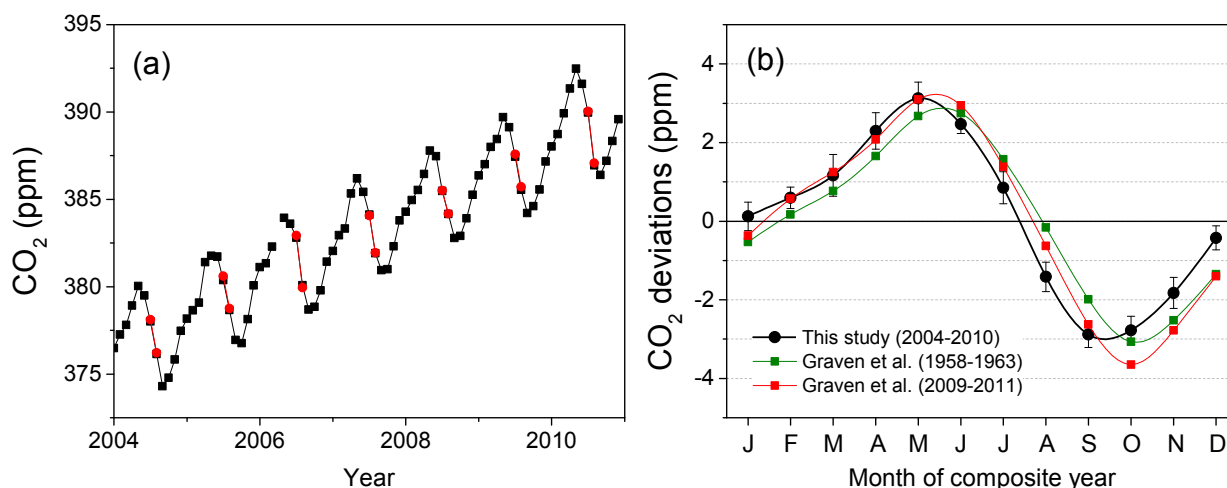 (a)
CO2 (ppm)
395
390
385
380
375
2004
2006
2008
2010
Year
(b)
CO2 deviations (ppm)
4
2
0
-2
-4
This study (2004-2010)
Graven et al. (1958-1963)
Graven et al. (2009-2011)
J F M A M J J A S O N D
Month of composite year